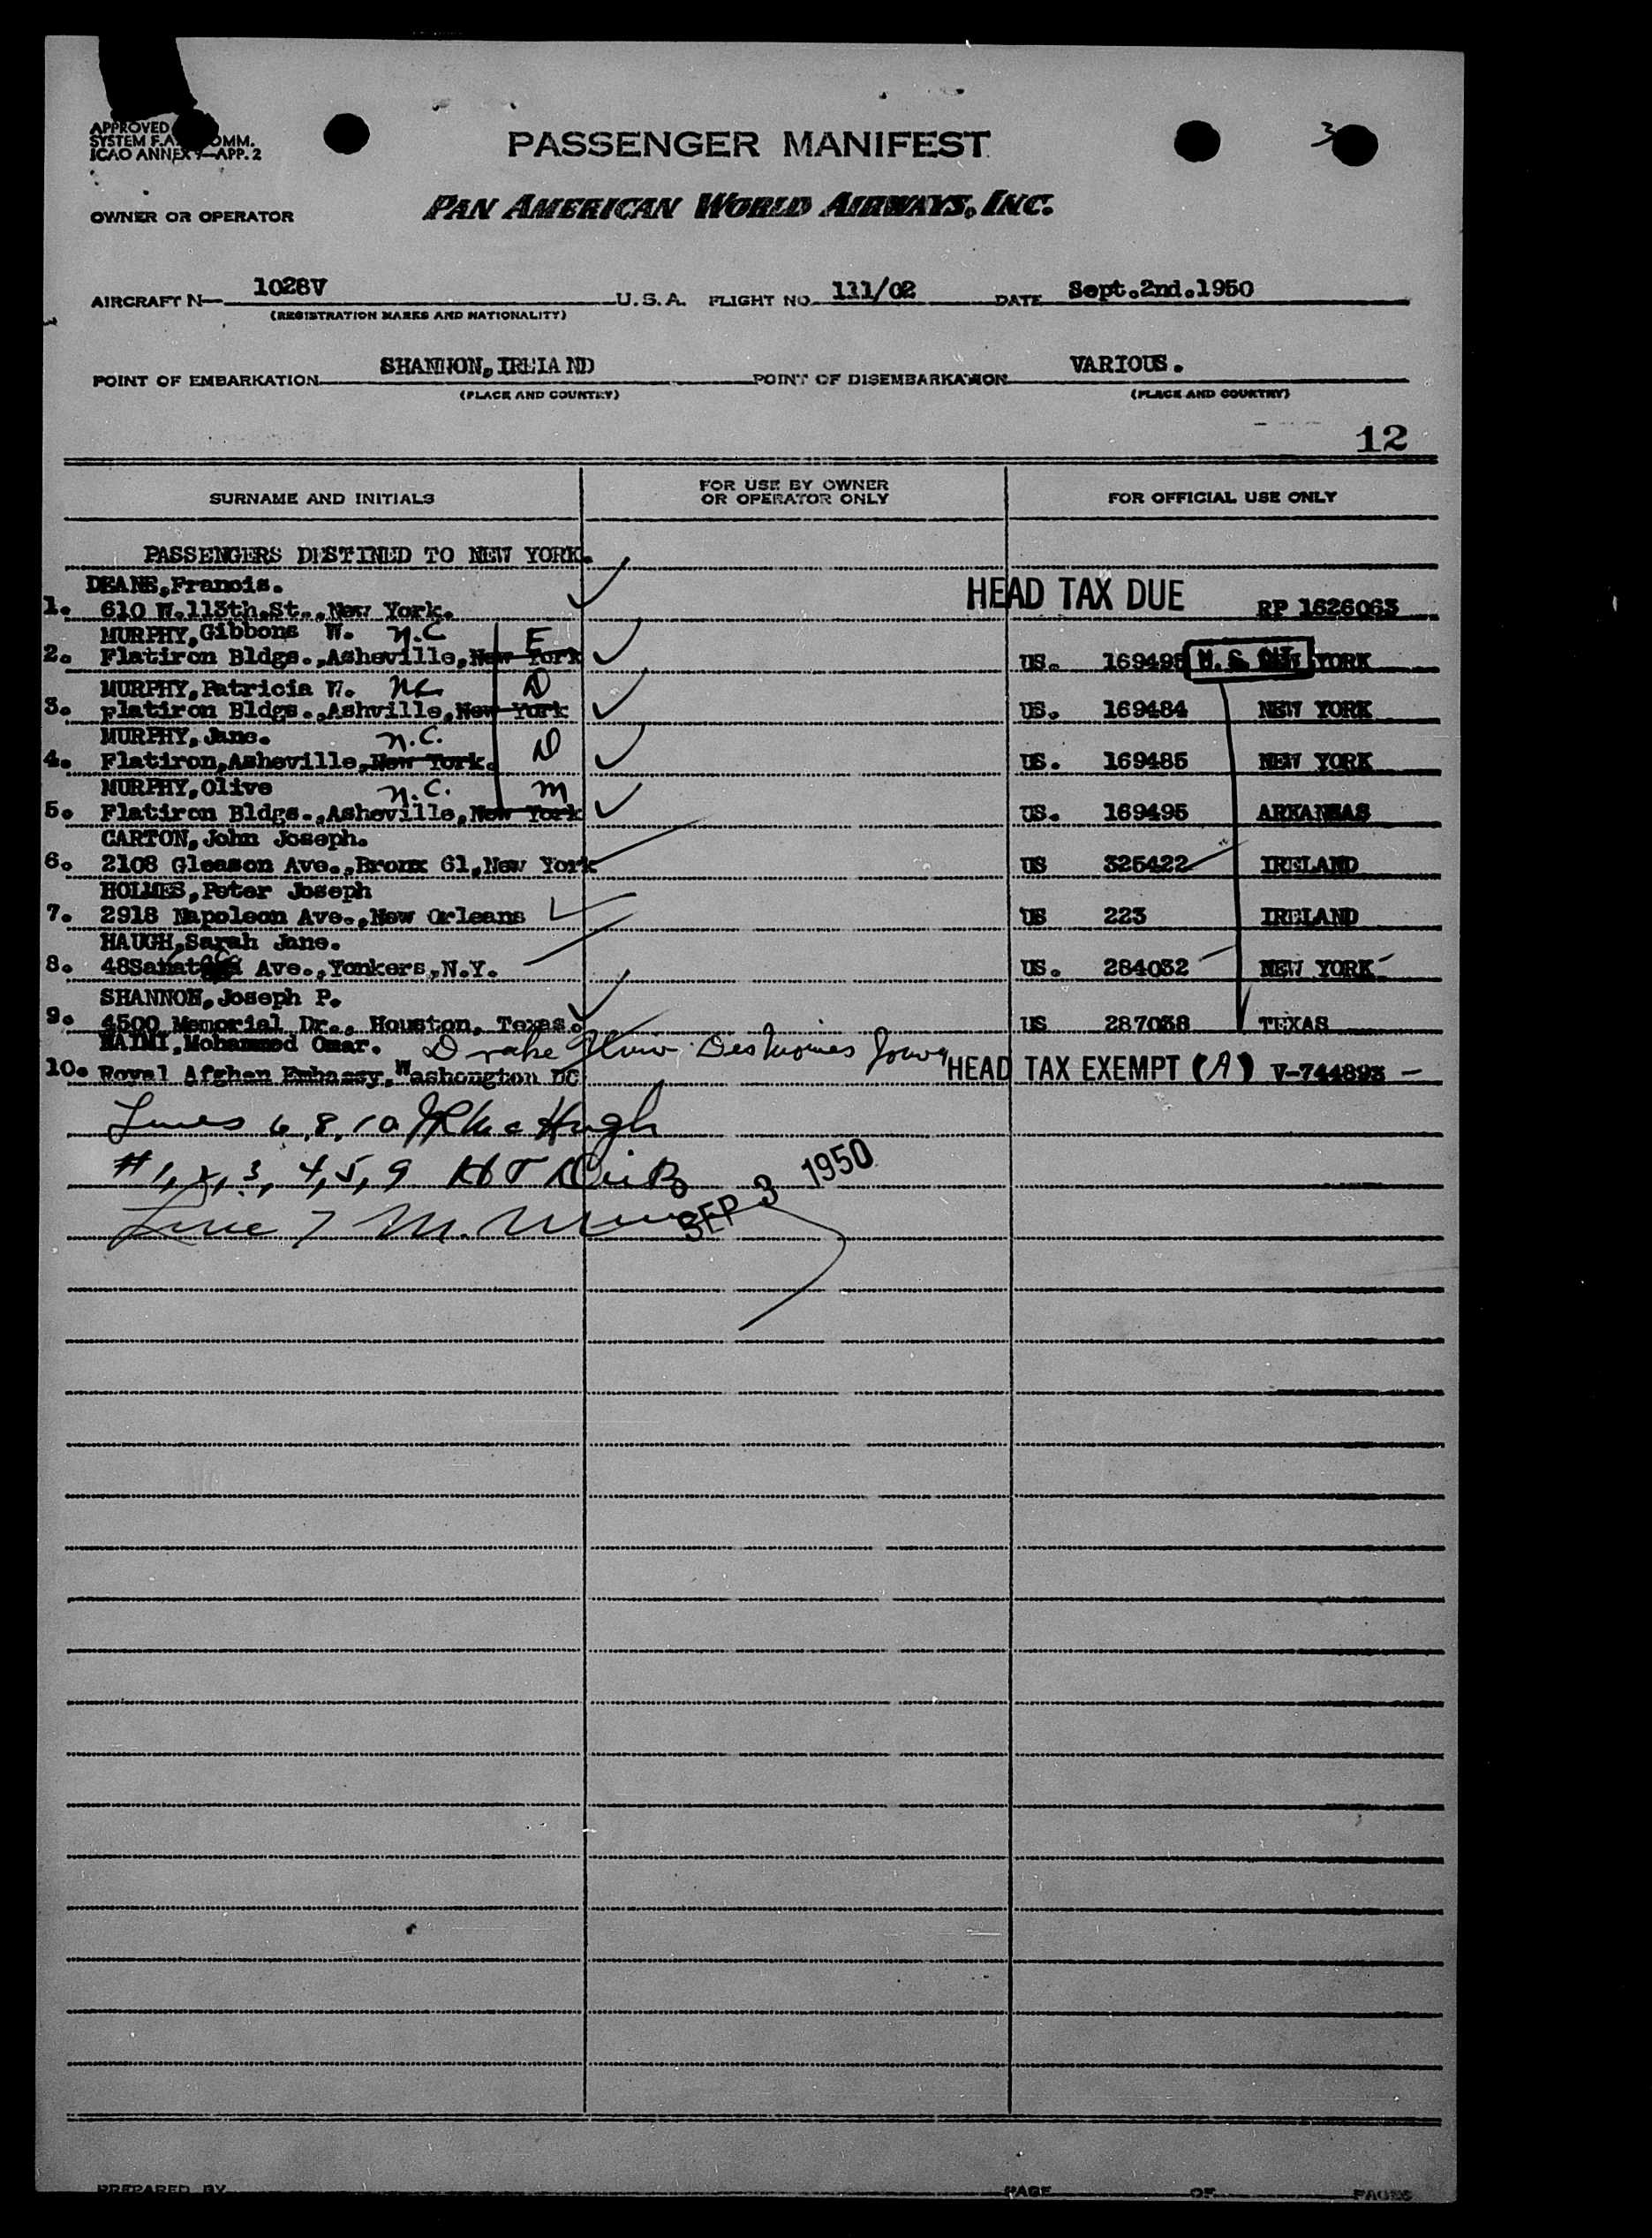 APPROVED
SYSTEM F.A. COMM.
ICAO ANNEX 9—APP. 2
3
PASSENGER MANIFEST
OWNER OR OPERATOR PAN AMERICAN WORLD AIRWAYS, INC.
AIRCRAFT N— 1028V U.S.A. FLIGHT NO. 111/02 DATE Sept.2nd.1950
(REGISTRATION MARKS AND NATIONALITY)
POINT OF EMBARKATION SHANNON, IRELAND POINT OF DISEMBARKATION VARIOUS.
(PLACE AND COUNTRY) (PLACE AND COUNTRY)
12
SURNAME AND INITIALS FOR USE BY OWNER OR OPERATOR ONLY FOR OFFICIAL USE ONLY
PASSENGERS DESTINED TO NEW YORK.
DEANE, Francis.
1. 610 W.113th.St., New York. HEAD TAX DUE RP 1626063
MURPHY, Gibbons W. N.C F
2. Flatiron Bldgs., Asheville, New York US. 169495 NEW YORK
MURPHY, Patricia W. NC D
3. Flatiron Bldgs., Ashville, New York US. 169484 NEW YORK
MURPHY, Jane. N.C. D
4. Flatiron, Asheville, New York. US. 169485 NEW YORK
MURPHY, Olive N.C. M
5. Flatiron Bldgs., Asheville, New York US. 169495 ARKANSAS
CARTON, John Joseph.
6. 2108 Gleason Ave., Bronx 61, New York US 325422 IRELAND
HOLMES, Peter Joseph
7. 2918 Napoleon Ave., New Orleans US 223 IRELAND
HAUGH, Sarah Jane.
8. 48 Ave., Yonkers, N.Y. US. 284032 NEW YORK
SHANNON, Joseph P.
9. 4500 Memorial Dr., Houston, Texas. US 287038 TEXAS
NAIMI, Mohammed Omar. Drake Univ. Des Moines Iowa
10. Royal Afghan Embassy, Washongton DC HEAD TAX EXEMPT (A) V-744893
Lines 6, 8, 10 McHugh
#1, 2, 3, 4, 5, 9
SEP 3 1950
Line 7 M.
PREPARED BY PAGE OF PAGES